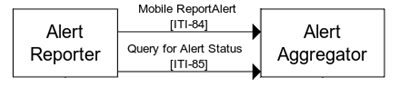 Alert
Reporter
Mobile ReportAlert
[ITI-84]
Query for Alert Status
[ITI-85]
Alert
Aggregator